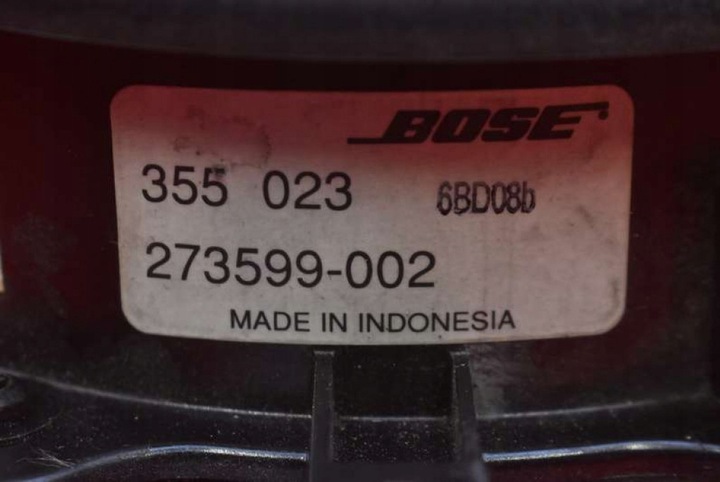 BOSE
355 023 6BD08b
273599-002
MADE IN INDONESIA